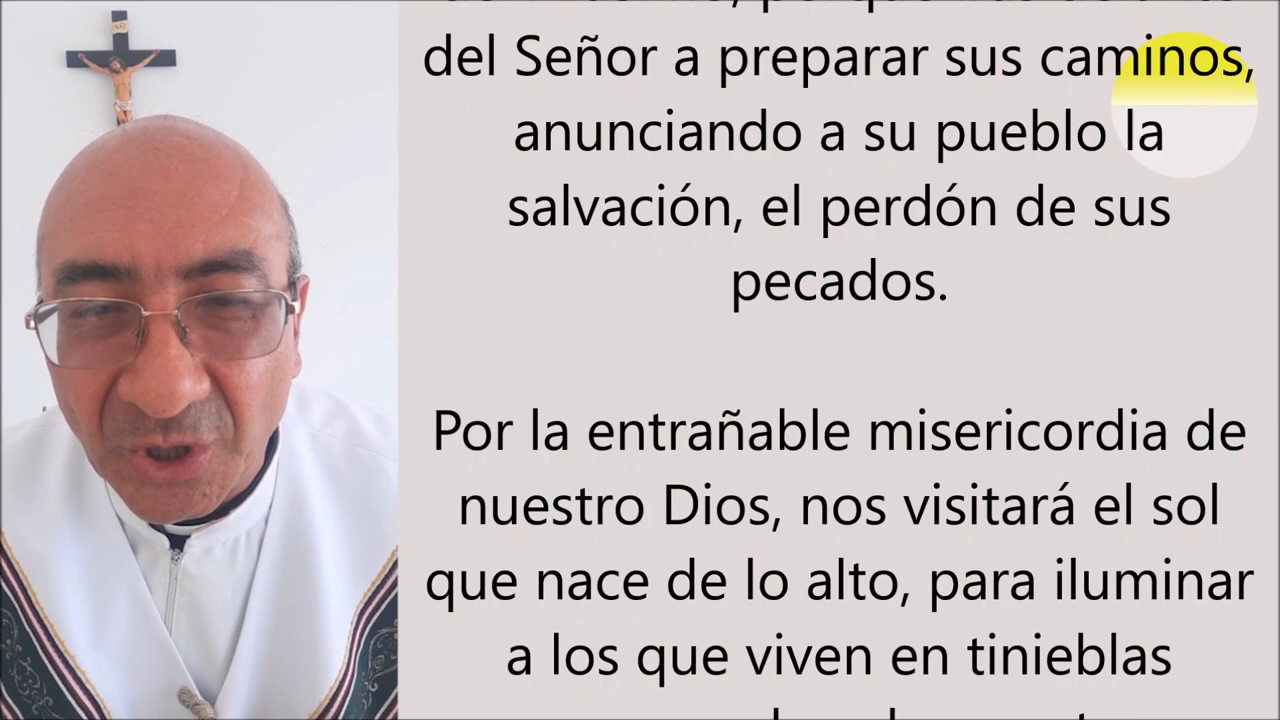 del Señor a preparar sus caminos,
anunciando a su pueblo la
salvación, el perdón de sus
pecados.
Por la entrañable misericordia de
nuestro Dios, nos visitará el sol
que nace de lo alto, para iluminar
a los que viven en tinieblas